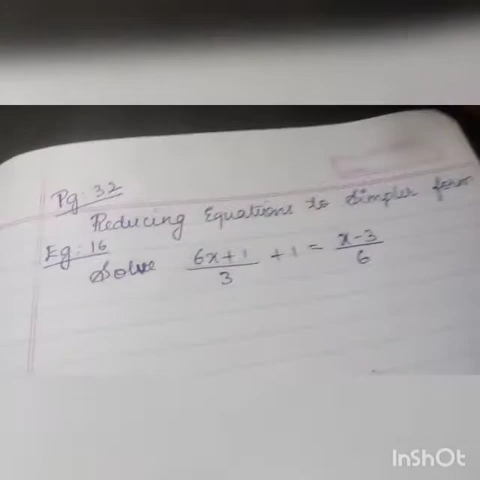 Pg: 32
Reducing Equations to Simpler form
Eg: 16
Solve (6x+1)/3 + 1 = (x-3)/6
InShOt